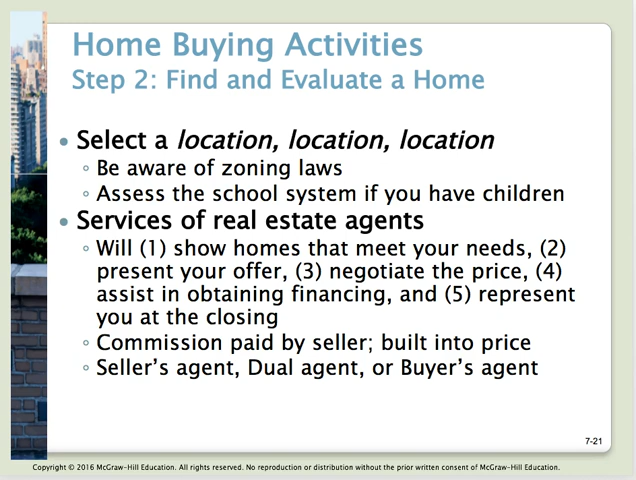 Home Buying Activities
Step 2: Find and Evaluate a Home
• Select a location, location, location
◦ Be aware of zoning laws
◦ Assess the school system if you have children
• Services of real estate agents
◦ Will (1) show homes that meet your needs, (2)
present your offer, (3) negotiate the price, (4)
assist in obtaining financing, and (5) represent
you at the closing
◦ Commission paid by seller; built into price
◦ Seller’s agent, Dual agent, or Buyer’s agent
7-21
Copyright © 2016 McGraw-Hill Education. All rights reserved. No reproduction or distribution without the prior written consent of McGraw-Hill Education.